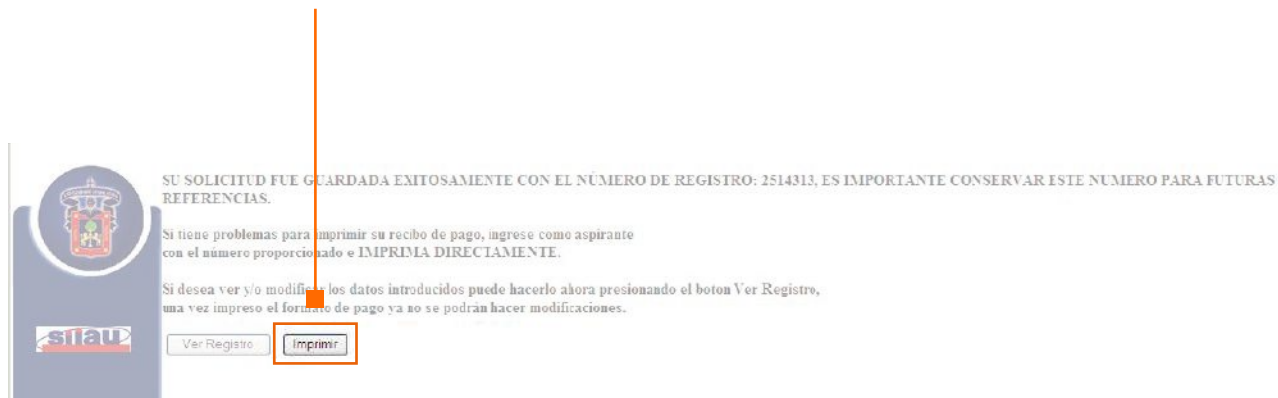 SU SOLICITUD FUE GUARDADA EXITOSAMENTE CON EL NÚMERO DE REGISTRO: 2514313, ES IMPORTANTE CONSERVAR ESTE NUMERO PARA FUTURAS
REFERENCIAS.
Si tiene problemas para imprimir su recibo de pago, ingrese como aspirante
con el número proporcionado e IMPRIMA DIRECTAMENTE.
Si desea ver y/o modificar los datos introducidos puede hacerlo ahora presionando el boton Ver Registro,
una vez impreso el formato de pago ya no se podrán hacer modificaciones.
siiau
Ver Registro
Imprimir